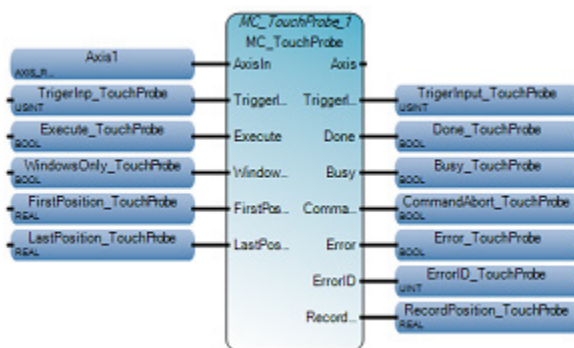 MC_TouchProbe_1
MC_TouchProbe
Axis1
AXIS_R...
AxisIn
Axis
TrigerInp_TouchProbe
USINT
TriggerI...
TriggerI...
TrigerInput_TouchProbe
USINT
Execute_TouchProbe
BOOL
Execute
Done
Done_TouchProbe
BOOL
WindowsOnly_TouchProbe
BOOL
Window...
Busy
Busy_TouchProbe
BOOL
FirstPosition_TouchProbe
REAL
FirstPos...
Comma...
CommandAbort_TouchProbe
BOOL
LastPosition_TouchProbe
REAL
LastPos...
Error
Error_TouchProbe
BOOL
ErrorID
ErrorID_TouchProbe
UINT
Record...
RecordPosition_TouchProbe
REAL